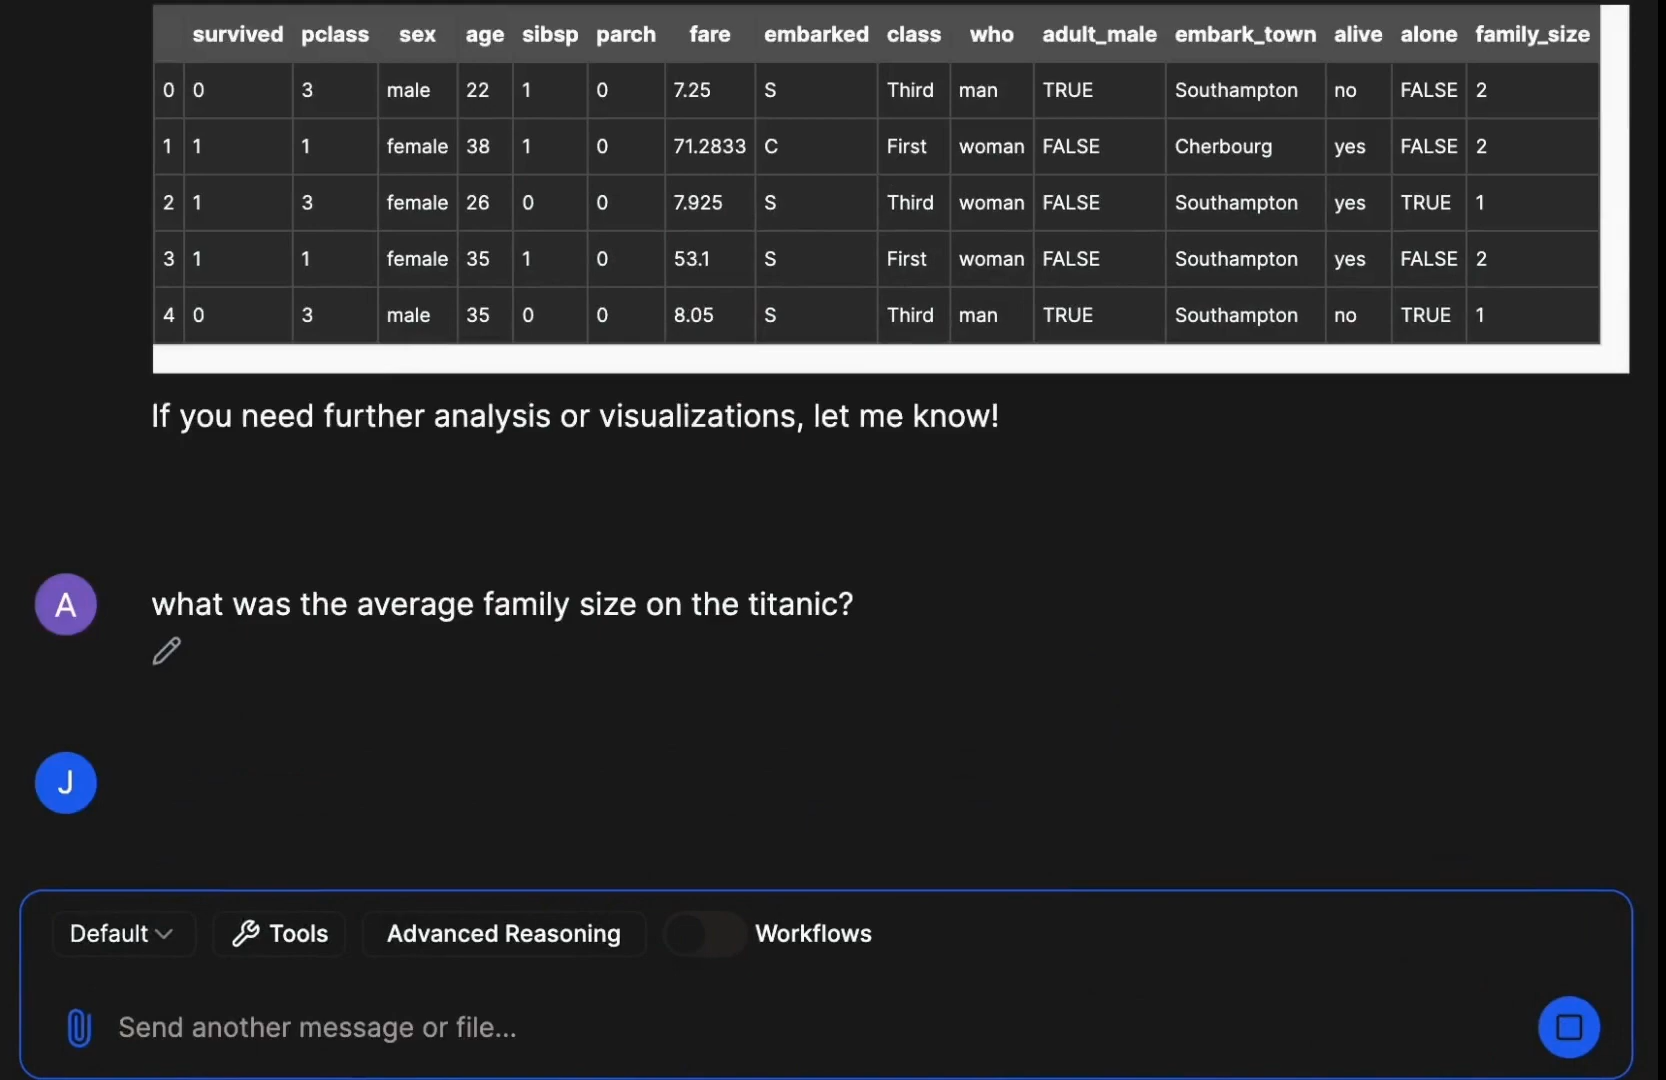 survived pclass sex age sibsp parch fare embarked class who adult_male embark_town alive alone family_size
0 0 3 male 22 1 0 7.25 S Third man TRUE Southampton no FALSE 2
1 1 1 female 38 1 0 71.2833 C First woman FALSE Cherbourg yes FALSE 2
2 1 3 female 26 0 0 7.925 S Third woman FALSE Southampton yes TRUE 1
3 1 1 female 35 1 0 53.1 S First woman FALSE Southampton yes FALSE 2
4 0 3 male 35 0 0 8.05 S Third man TRUE Southampton no TRUE 1
If you need further analysis or visualizations, let me know!
A what was the average family size on the titanic?
J
Default Tools Advanced Reasoning Workflows
Send another message or file...